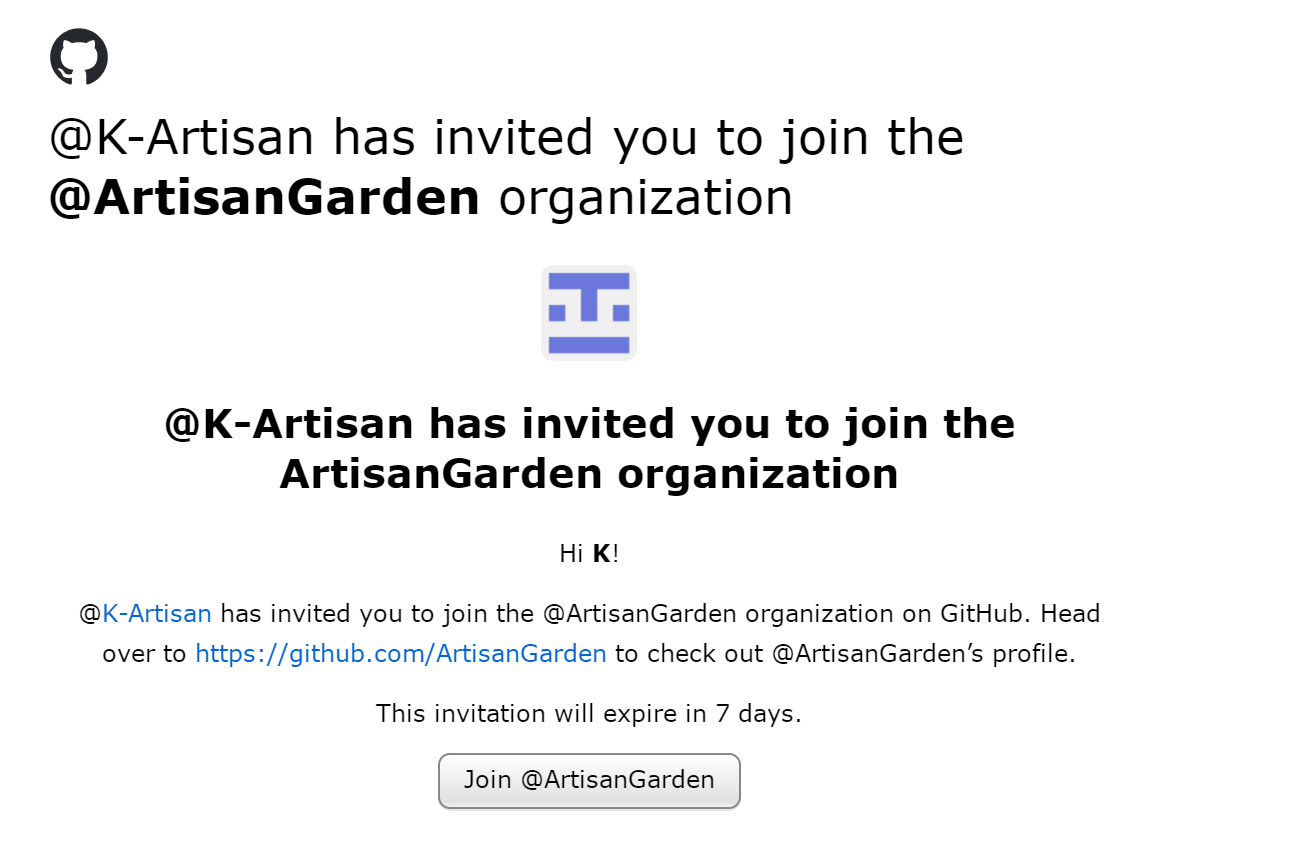 @K-Artisan has invited you to join the
@ArtisanGarden organization
@K-Artisan has invited you to join the
ArtisanGarden organization
Hi K!
@K-Artisan has invited you to join the @ArtisanGarden organization on GitHub. Head
over to https://github.com/ArtisanGarden to check out @ArtisanGarden’s profile.
This invitation will expire in 7 days.
Join @ArtisanGarden